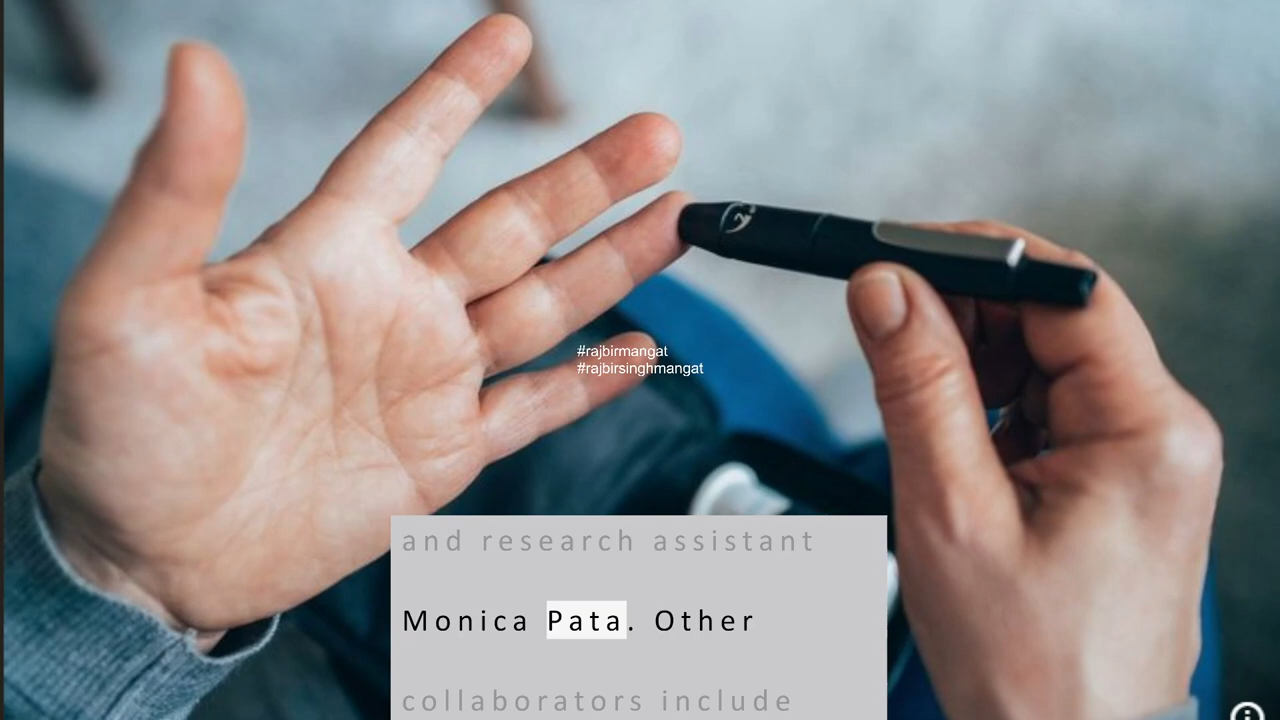 #rajbirmangat
#rajbirsinghmangat
and research assistant
Monica Pata. Other
collaborators include